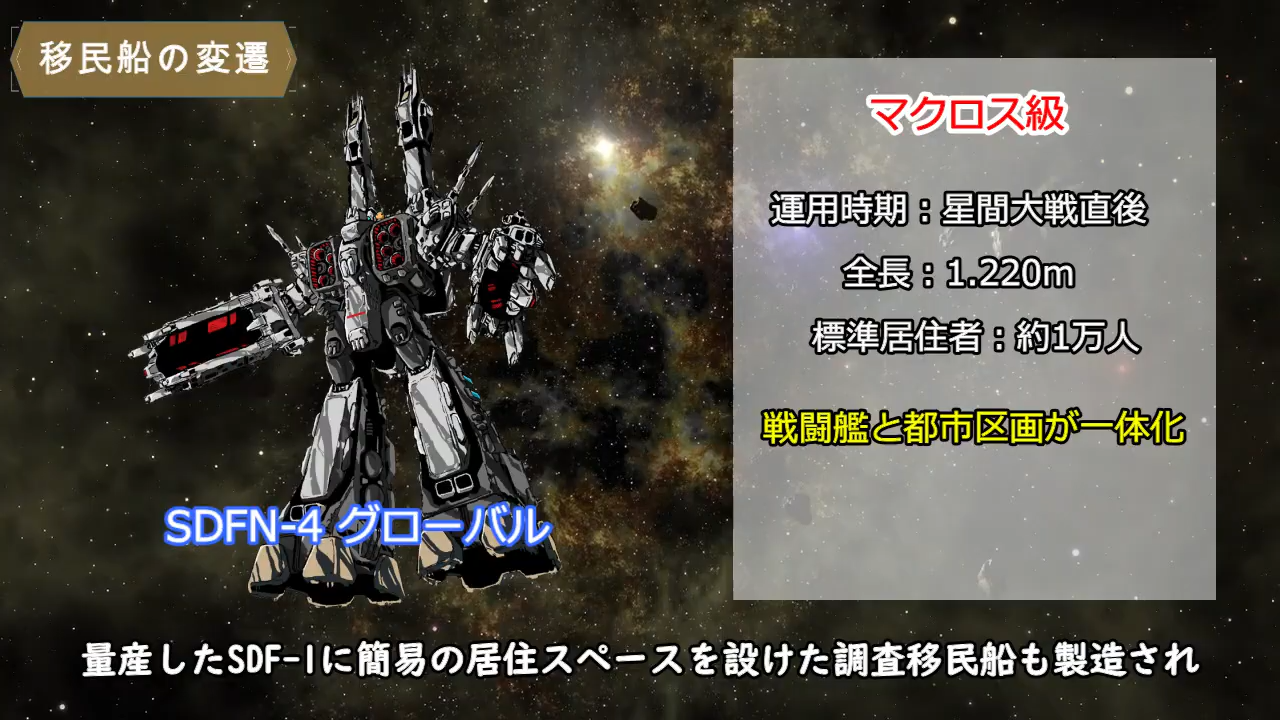 移民船の変遷
マクロス級
運用時期：星間大戦直後
全長：1.220m
標準居住者：約1万人
戦闘艦と都市区画が一体化
SDFN-4 グローバル
量産したSDF-1に簡易の居住スペースを設けた調査移民船も製造され